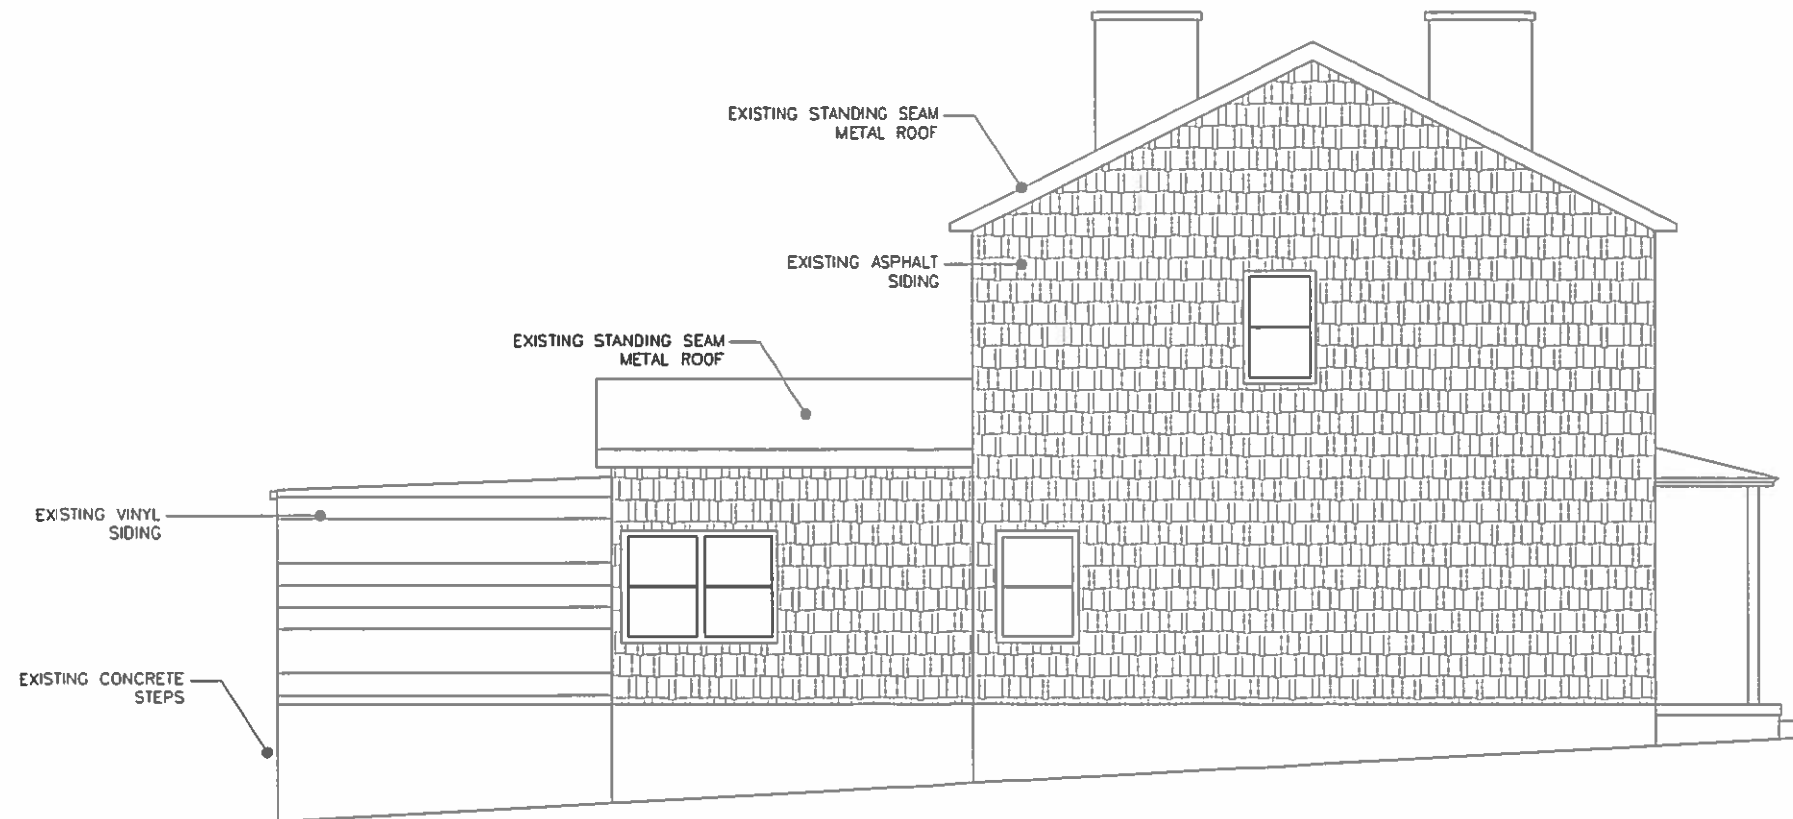 EXISTING STANDING SEAM
METAL ROOF
EXISTING ASPHALT
SIDING
EXISTING STANDING SEAM
METAL ROOF
EXISTING VINYL
SIDING
EXISTING CONCRETE
STEPS